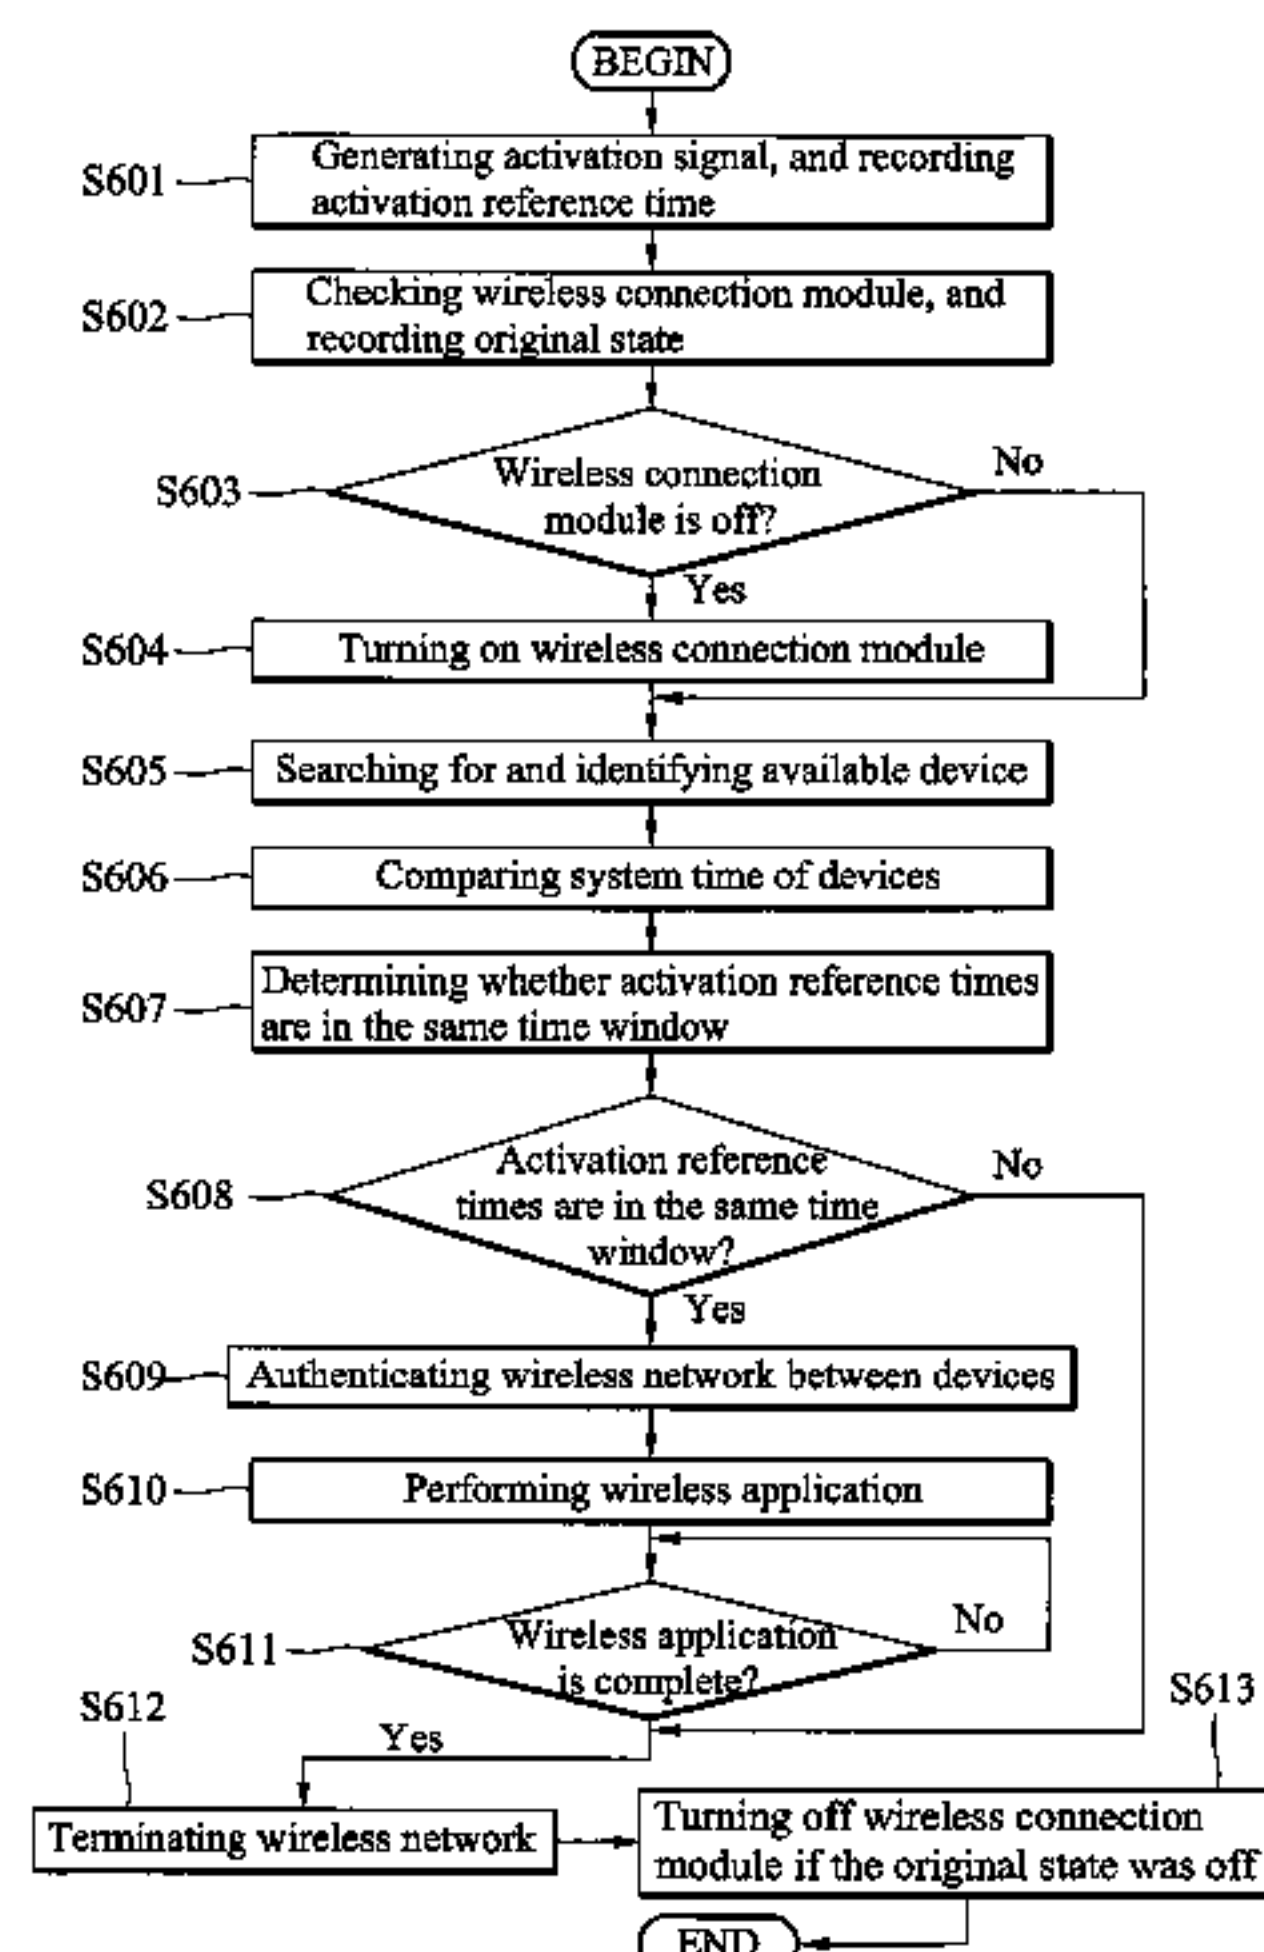 BEGIN
S601
Generating activation signal, and recording
activation reference time
S602
Checking wireless connection module, and
recording original state
S603
Wireless connection
module is off?
No
Yes
S604
Turning on wireless connection module
S605
Searching for and identifying available device
S606
Comparing system time of devices
S607
Determining whether activation reference times
are in the same time window
S608
Activation reference
times are in the same time
window?
No
Yes
S609
Authenticating wireless network between devices
S610
Performing wireless application
S611
Wireless application
is complete?
No
Yes
S612
Terminating wireless network
S613
Turning off wireless connection
module if the original state was off
END